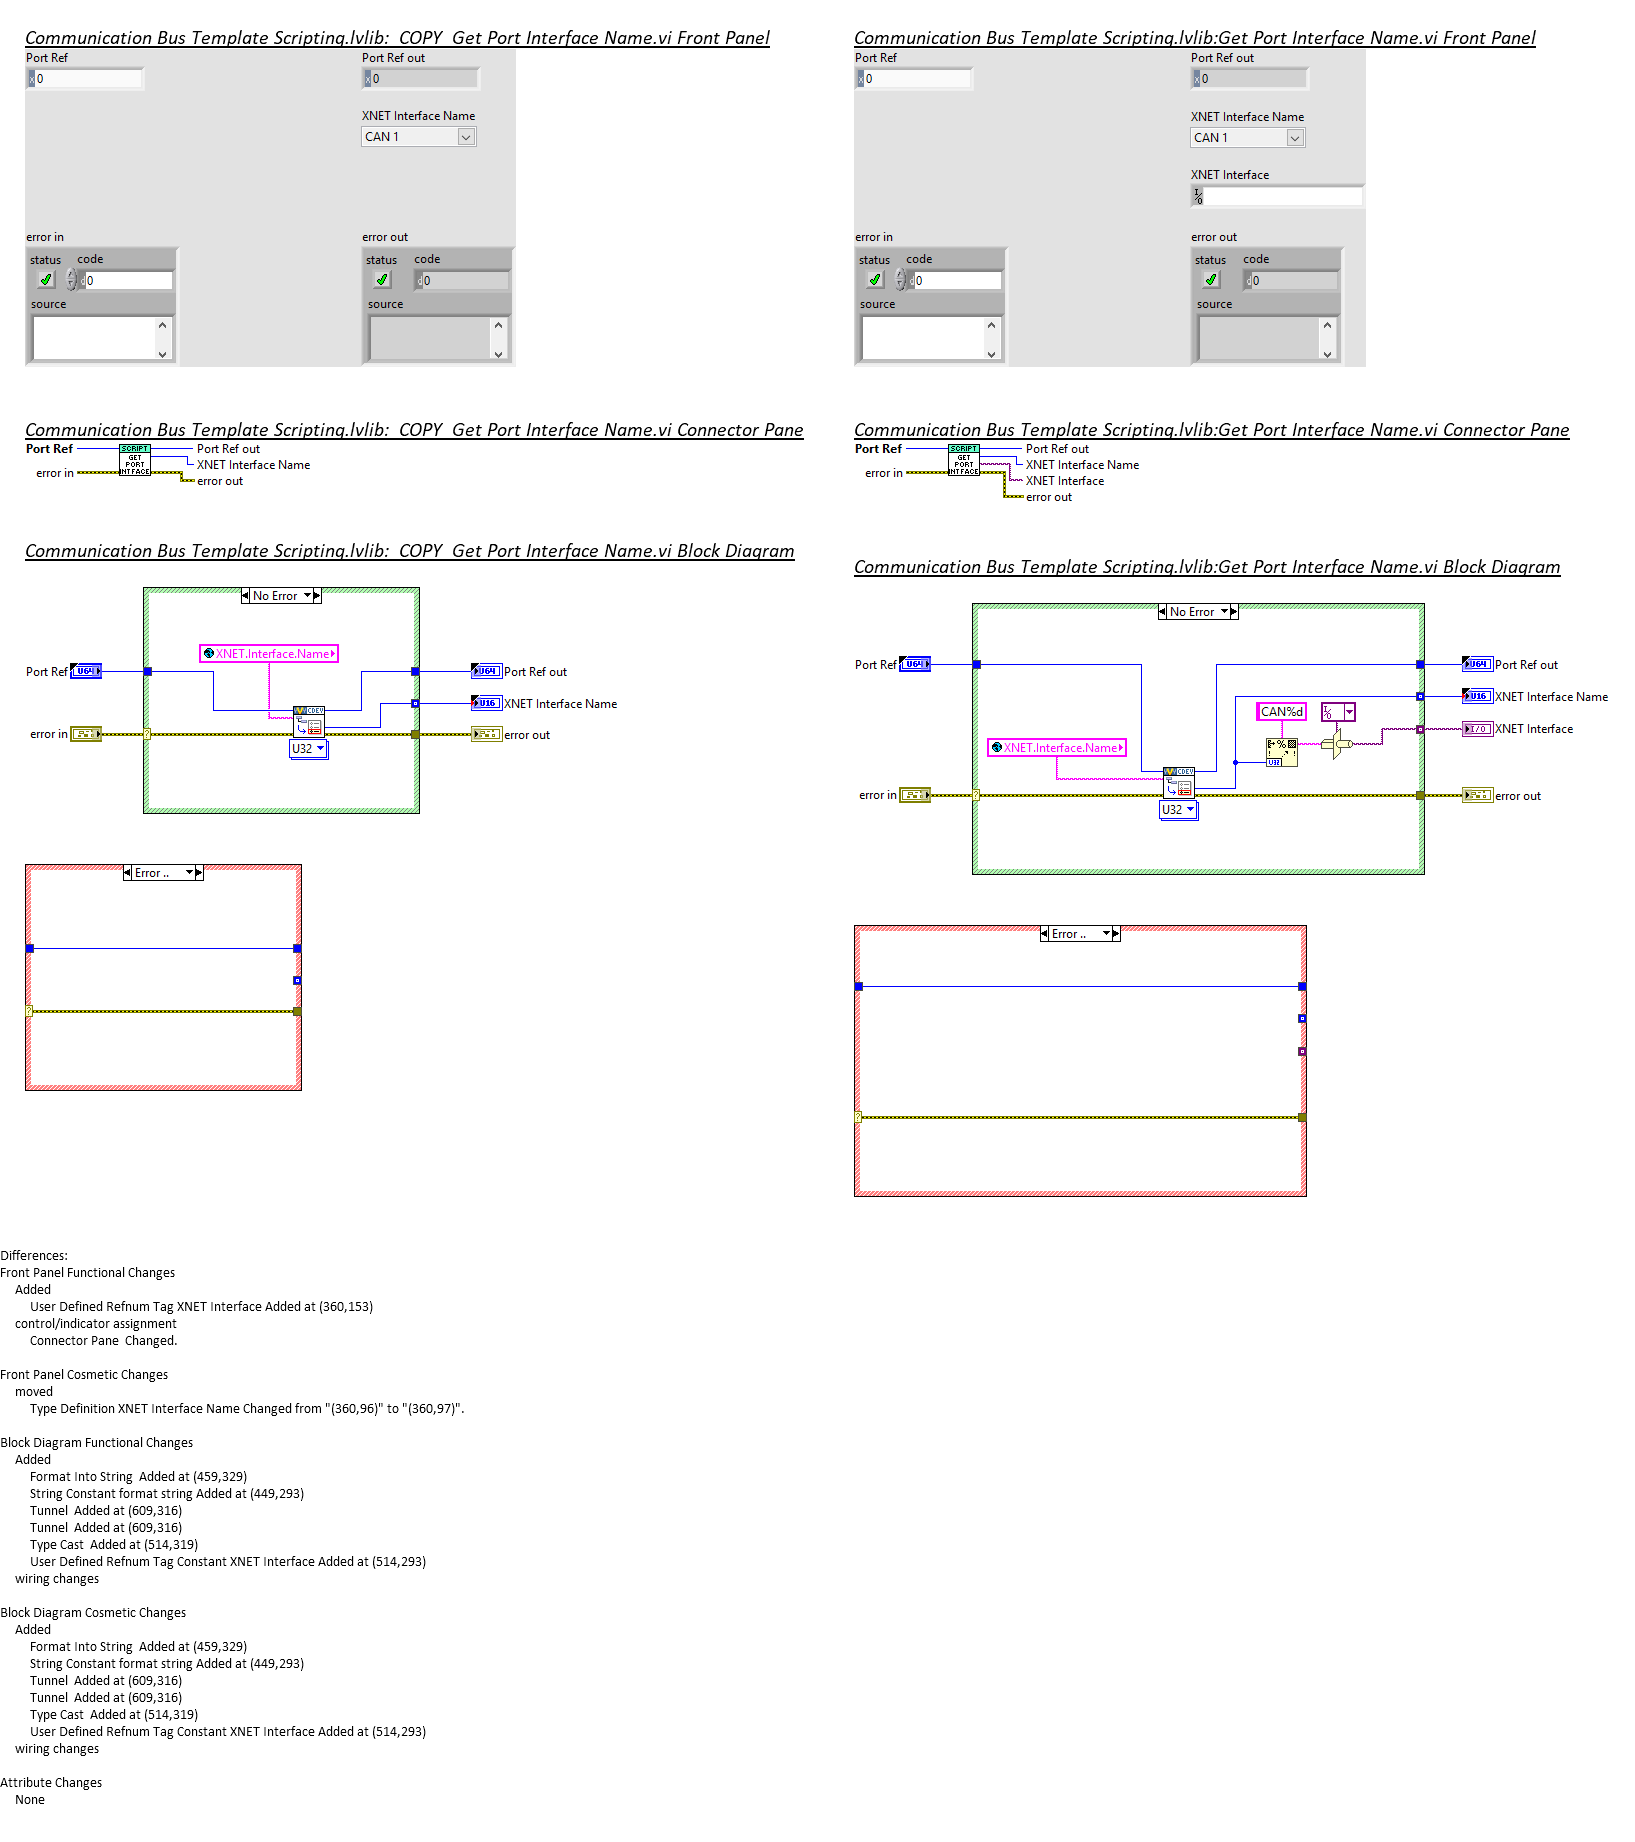 Communication Bus Template Scripting.lvlib:  COPY  Get Port Interface Name.vi Front Panel
Port Ref
x 0
Port Ref out
x 0
XNET Interface Name
CAN 1
error in
status
code
d 0
source
error out
status
code
d 0
source
Communication Bus Template Scripting.lvlib:Get Port Interface Name.vi Front Panel
Port Ref
x 0
Port Ref out
x 0
XNET Interface Name
CAN 1
XNET Interface
I/O
error in
status
code
d 0
source
error out
status
code
d 0
source
Communication Bus Template Scripting.lvlib:  COPY  Get Port Interface Name.vi Connector Pane
Port Ref
error in
SCRIPT
GET
PORT
INTFACE
Port Ref out
XNET Interface Name
error out
Communication Bus Template Scripting.lvlib:Get Port Interface Name.vi Connector Pane
Port Ref
error in
SCRIPT
GET
PORT
INTFACE
Port Ref out
XNET Interface Name
XNET Interface
error out
Communication Bus Template Scripting.lvlib:  COPY  Get Port Interface Name.vi Block Diagram
No Error
XNET.Interface.Name
Port Ref
U64
U64
Port Ref out
U16
XNET Interface Name
CDEV
error in
?
error out
U32
Error ..
?
Communication Bus Template Scripting.lvlib:Get Port Interface Name.vi Block Diagram
No Error
Port Ref
U64
U64
Port Ref out
U16
XNET Interface Name
CAN%d
I/O
I/O
XNET Interface
XNET.Interface.Name
%
U32
CDEV
error in
?
error out
U32
Error ..
?
Differences:
Front Panel Functional Changes
Added
User Defined Refnum Tag XNET Interface Added at (360,153)
control/indicator assignment
Connector Pane  Changed.
Front Panel Cosmetic Changes
moved
Type Definition XNET Interface Name Changed from "(360,96)" to "(360,97)".
Block Diagram Functional Changes
Added
Format Into String  Added at (459,329)
String Constant format string Added at (449,293)
Tunnel  Added at (609,316)
Tunnel  Added at (609,316)
Type Cast  Added at (514,319)
User Defined Refnum Tag Constant XNET Interface Added at (514,293)
wiring changes
Block Diagram Cosmetic Changes
Added
Format Into String  Added at (459,329)
String Constant format string Added at (449,293)
Tunnel  Added at (609,316)
Tunnel  Added at (609,316)
Type Cast  Added at (514,319)
User Defined Refnum Tag Constant XNET Interface Added at (514,293)
wiring changes
Attribute Changes
None